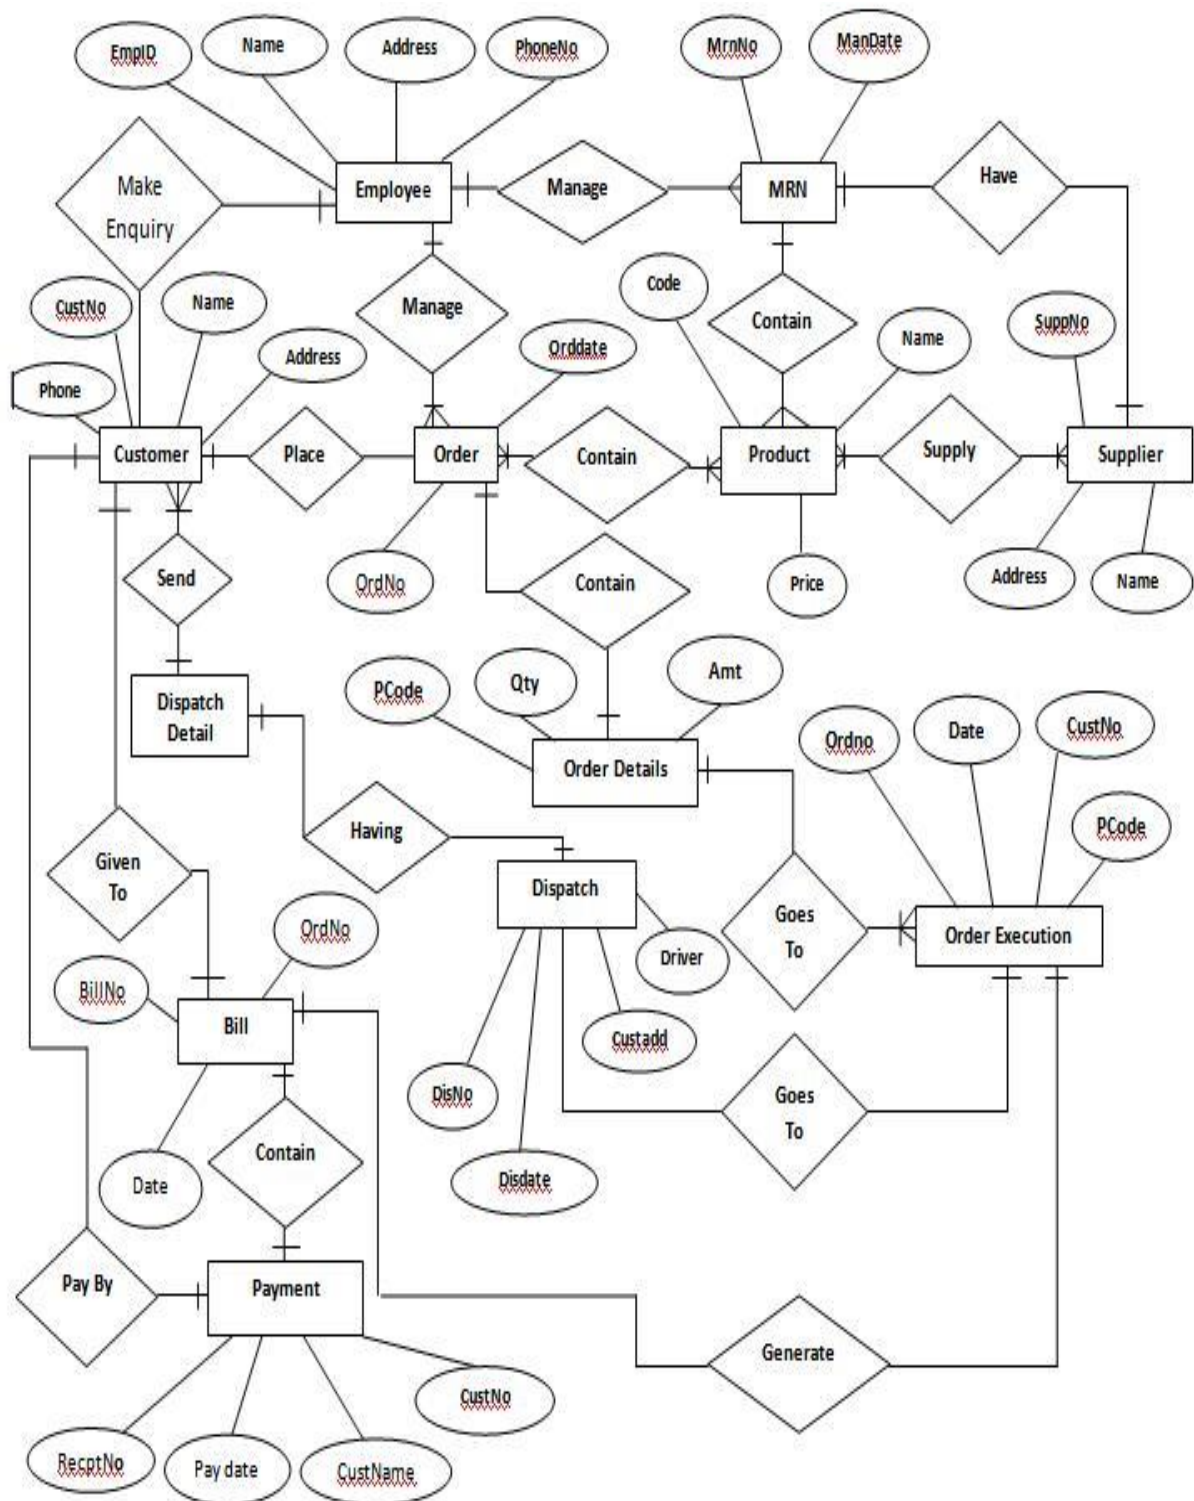 EmpID
Name
Address
PhoneNo
MrnNo
ManDate
Make
Enquiry
Employee
Manage
MRN
Have
CustNo
Name
Manage
Code
Contain
Name
SuppNo
Phone
Address
Orddate
Customer
Place
Order
Contain
Product
Supply
Supplier
Send
OrdNo
Contain
Price
Address
Name
Dispatch
Detail
PCode
Qty
Amt
Order Details
Ordno
Date
CustNo
PCode
Given
To
Having
Dispatch
Goes
To
Order Execution
OrdNo
Driver
BillNo
Bill
Custadd
DisNo
Goes
To
Date
Contain
Disdate
Pay By
Payment
Generate
CustNo
RecptNo
Pay date
CustName